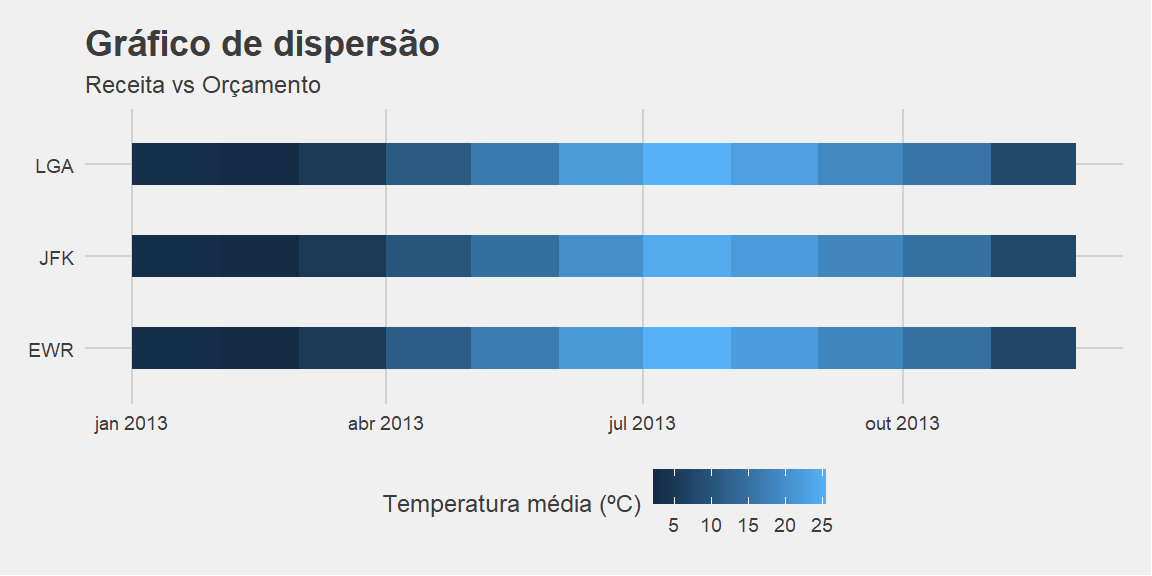 Gráfico de dispersão
Receita vs Orçamento
LGA
JFK
EWR
jan 2013 abr 2013 jul 2013 out 2013
Temperatura média (ºC)
5 10 15 20 25